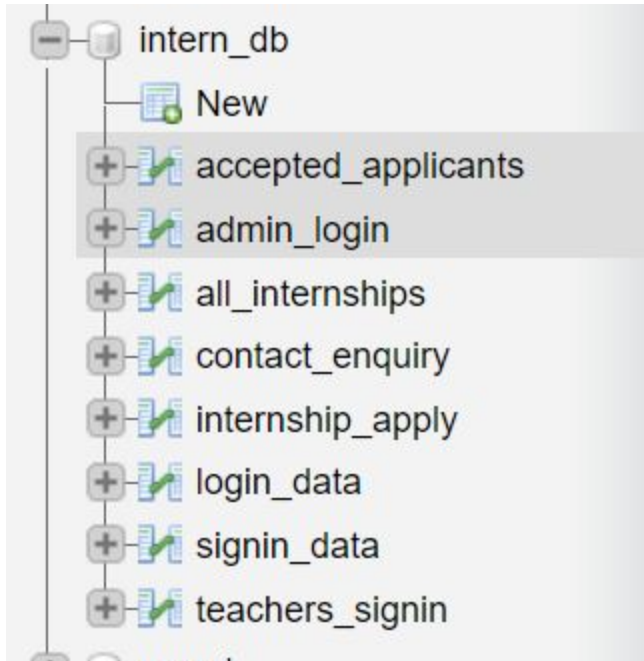 intern_db
New
accepted_applicants
admin_login
all_internships
contact_enquiry
internship_apply
login_data
signin_data
teachers_signin